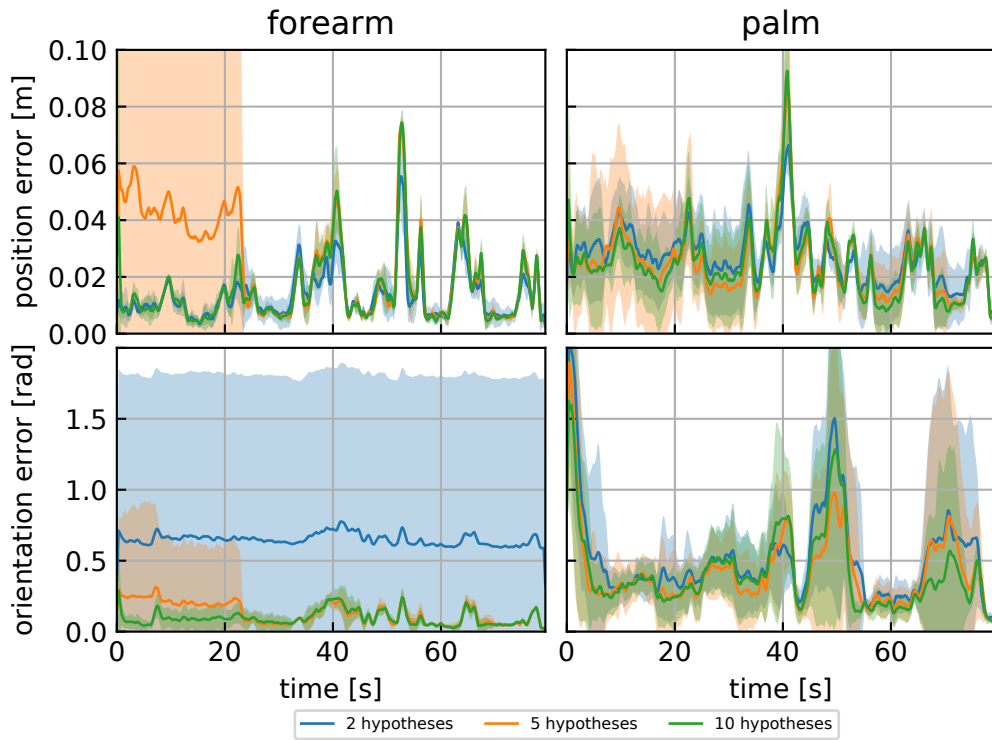 forearm
palm
position error [m]
0.10
0.08
0.06
0.04
0.02
0.00
orientation error [rad]
1.5
1.0
0.5
0.0
0 20 40 60
0 20 40 60
time [s]
time [s]
2 hypotheses 5 hypotheses 10 hypotheses